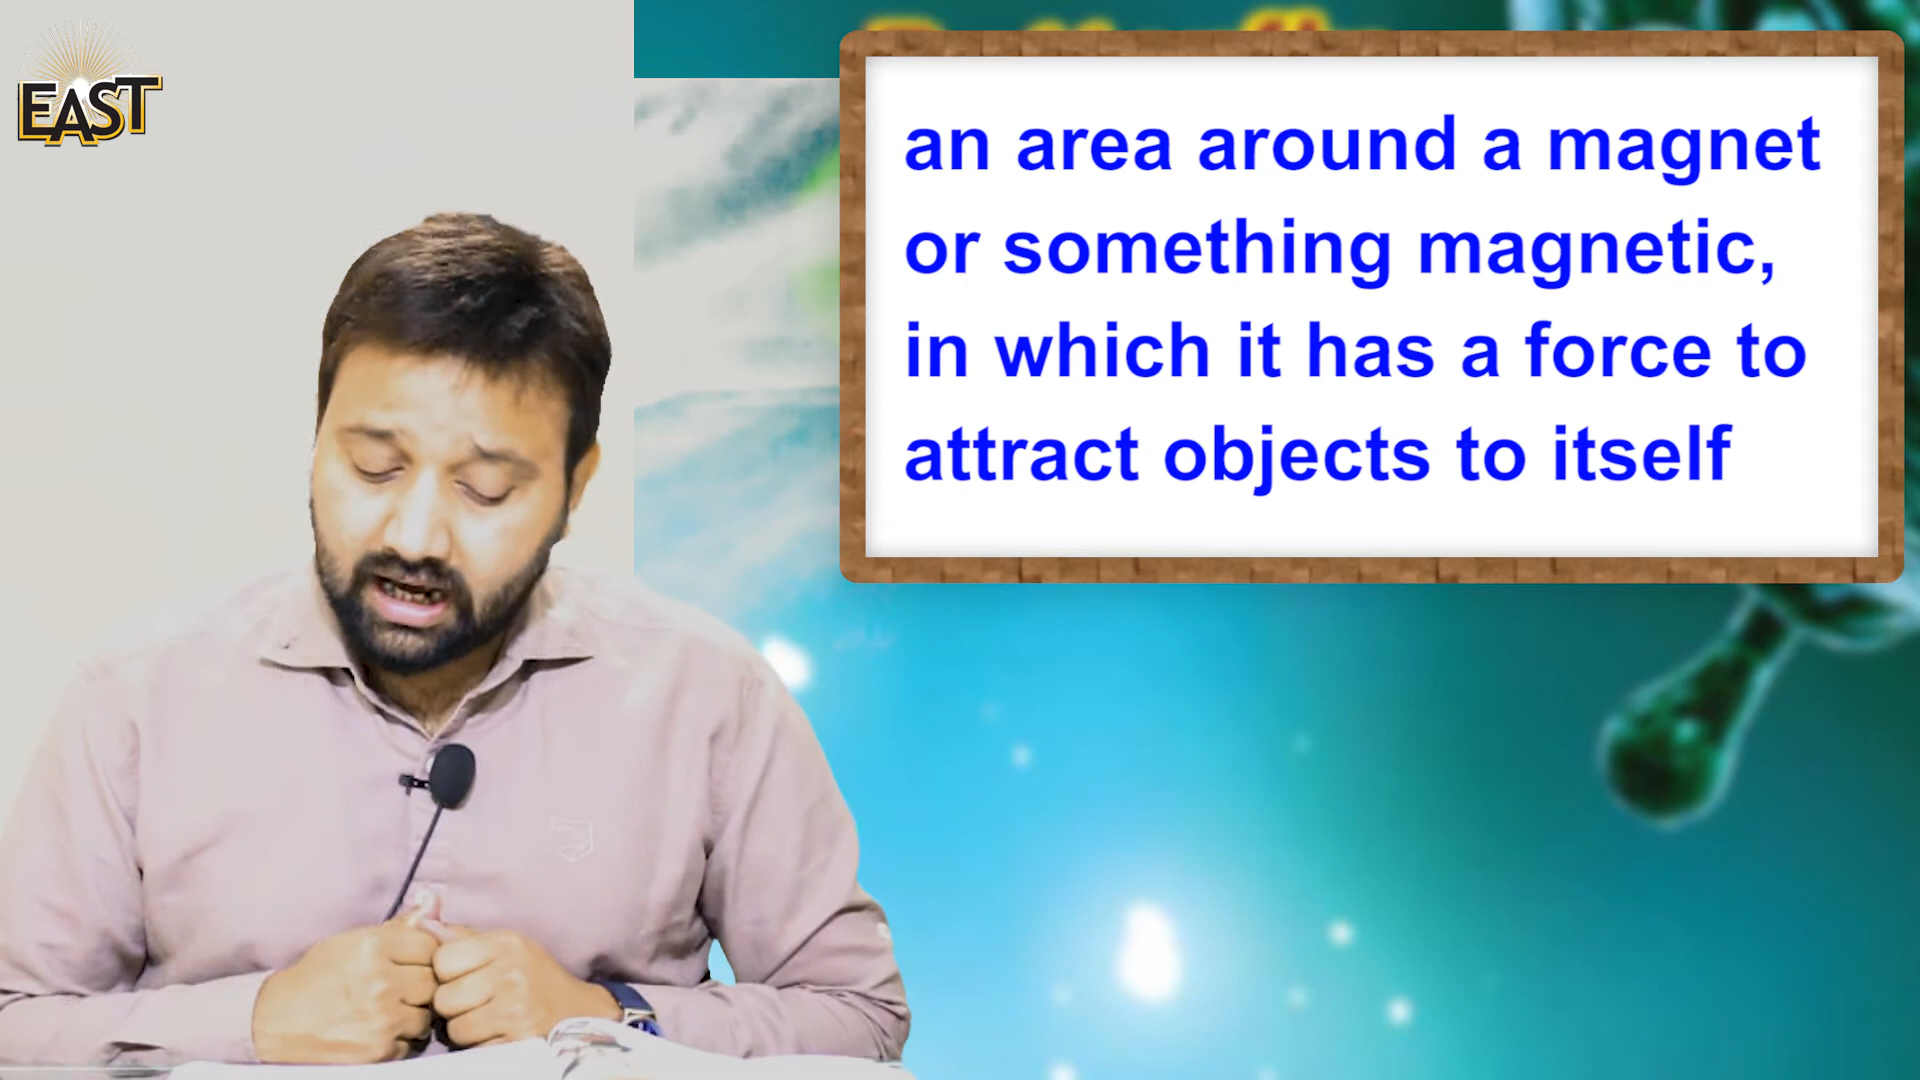 EAST
an area around a magnet
or something magnetic,
in which it has a force to
attract objects to itself